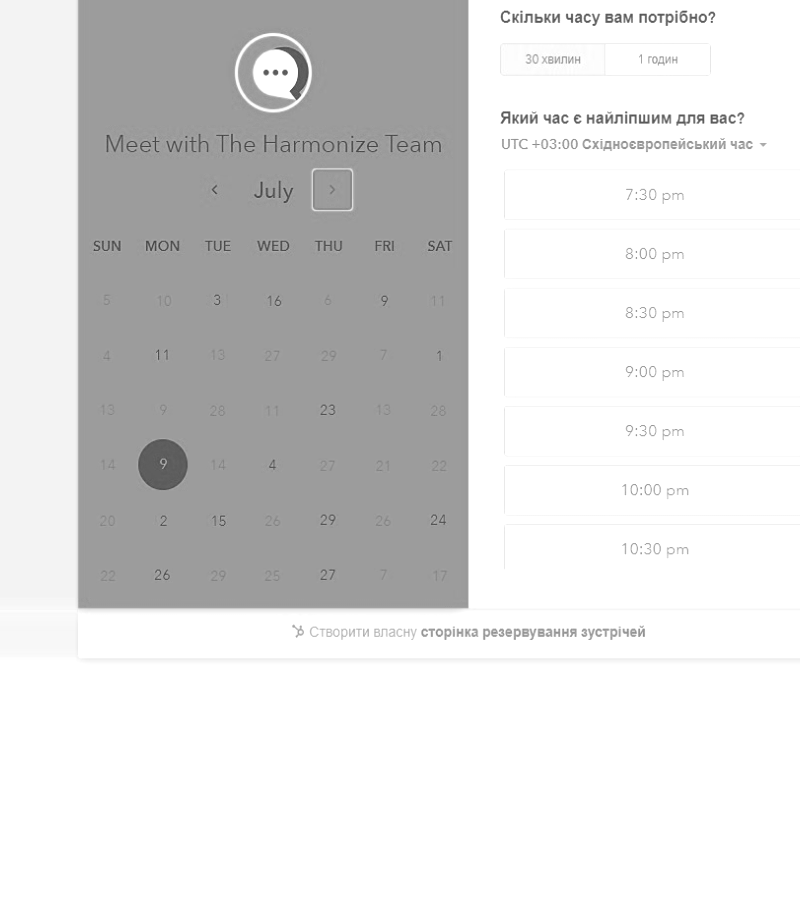 Meet with The Harmonize Team
July
SUN MON TUE WED THU FRI SAT
5 10 3 16 6 9 11
4 11 13 27 29 7 1
13 9 28 11 23 13 28
14 9 14 4 27 21 22
20 2 15 26 29 26 24
22 26 29 25 27 7 17
Скільки часу вам потрібно?
30 хвилин 1 годин
Який час є найліпшим для вас?
UTC +03:00 Східноєвропейський час
7:30 pm
8:00 pm
8:30 pm
9:00 pm
9:30 pm
10:00 pm
10:30 pm
Створити власну сторінка резервування зустрічей